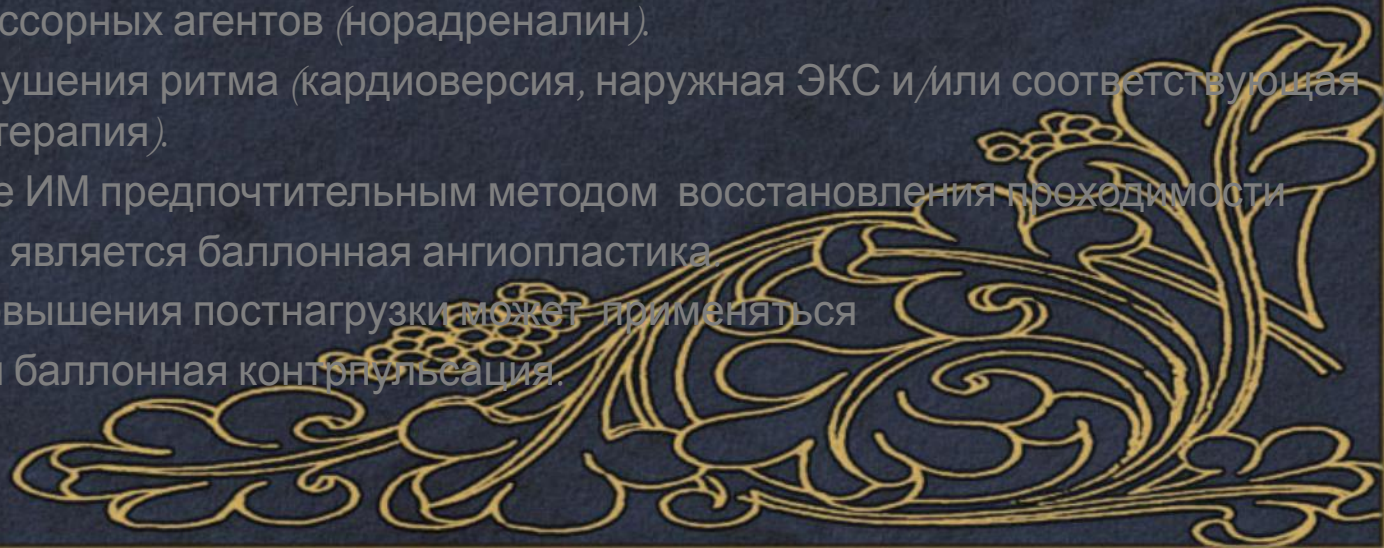 ссорных агентов (норадреналин).
ушения ритма (кардиоверсия, наружная ЭКС и/или соответствующая
терапия).
е ИМ предпочтительным методом восстановления проходимости
является баллонная ангиопластика.
вышения постнагрузки может применяться
баллонная контрпульсация.